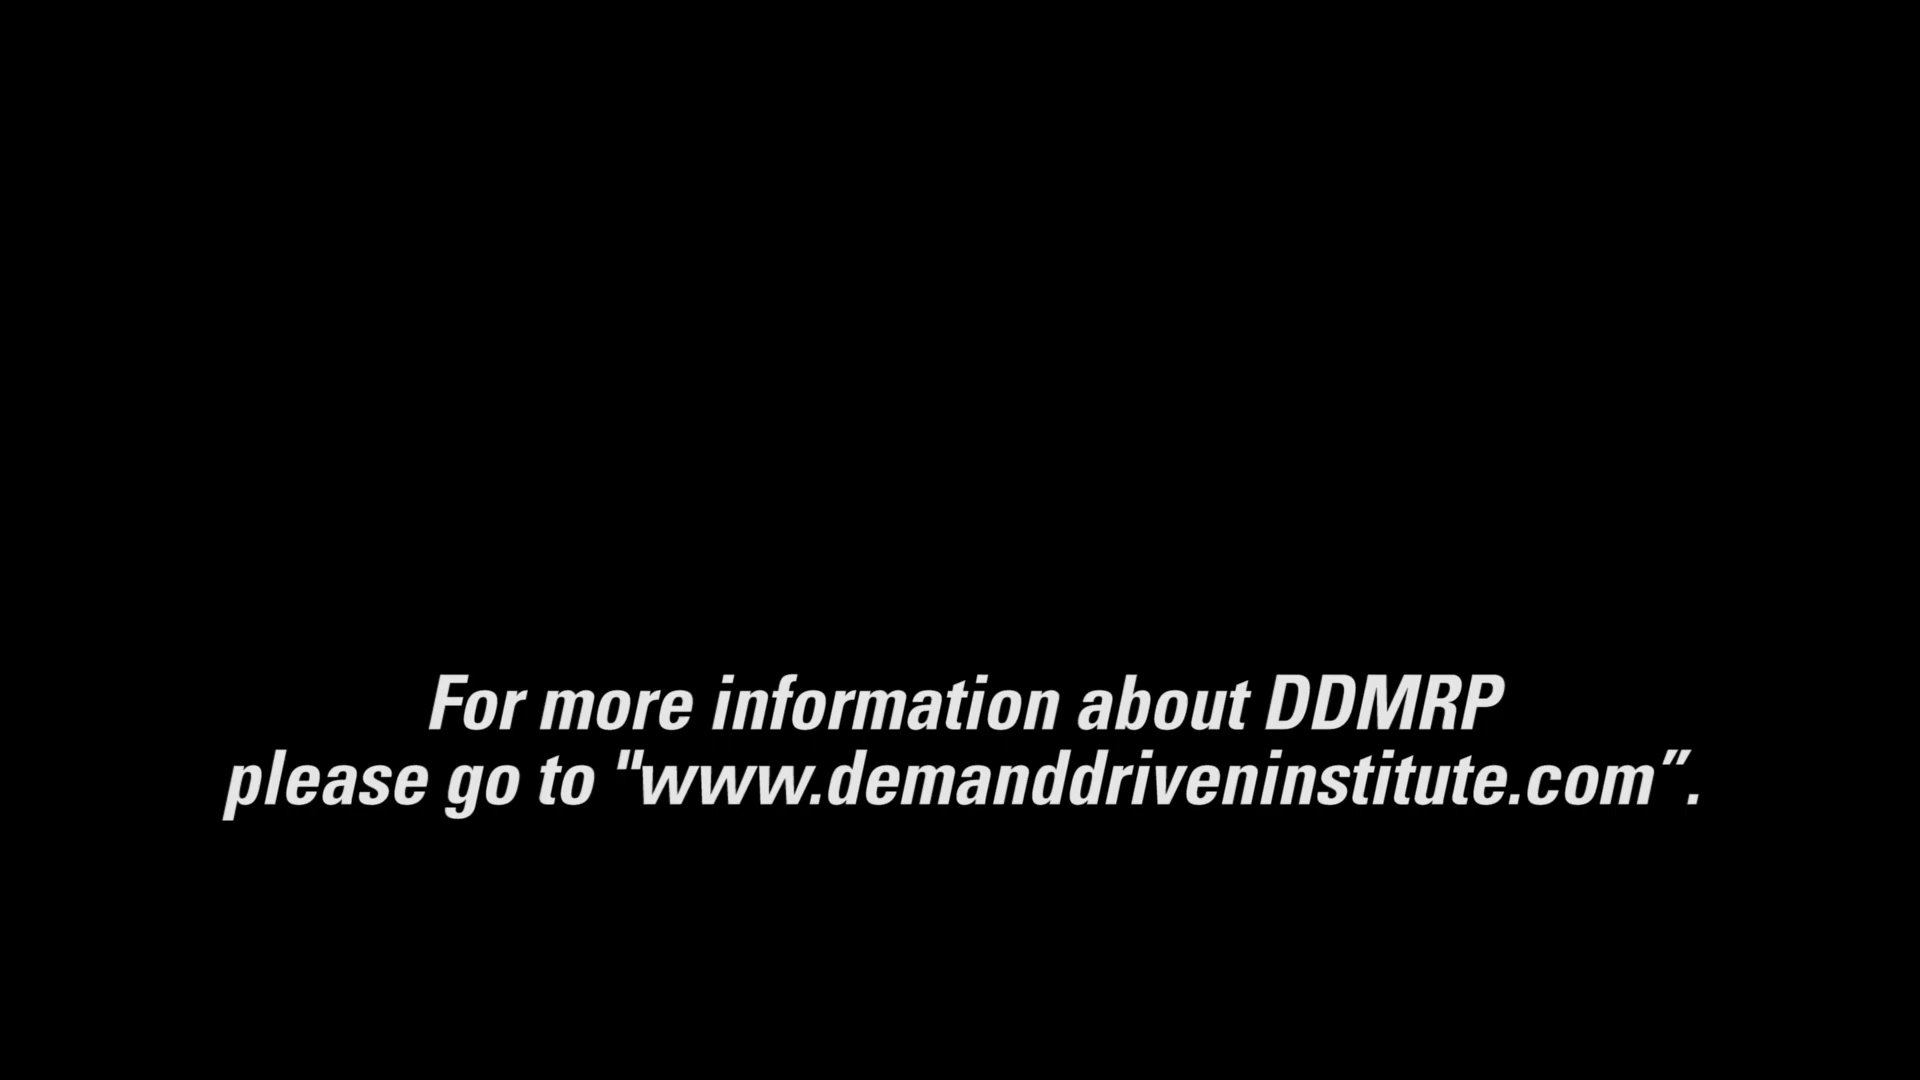 For more information about DDMRP
please go to "www.demanddriveninstitute.com”.